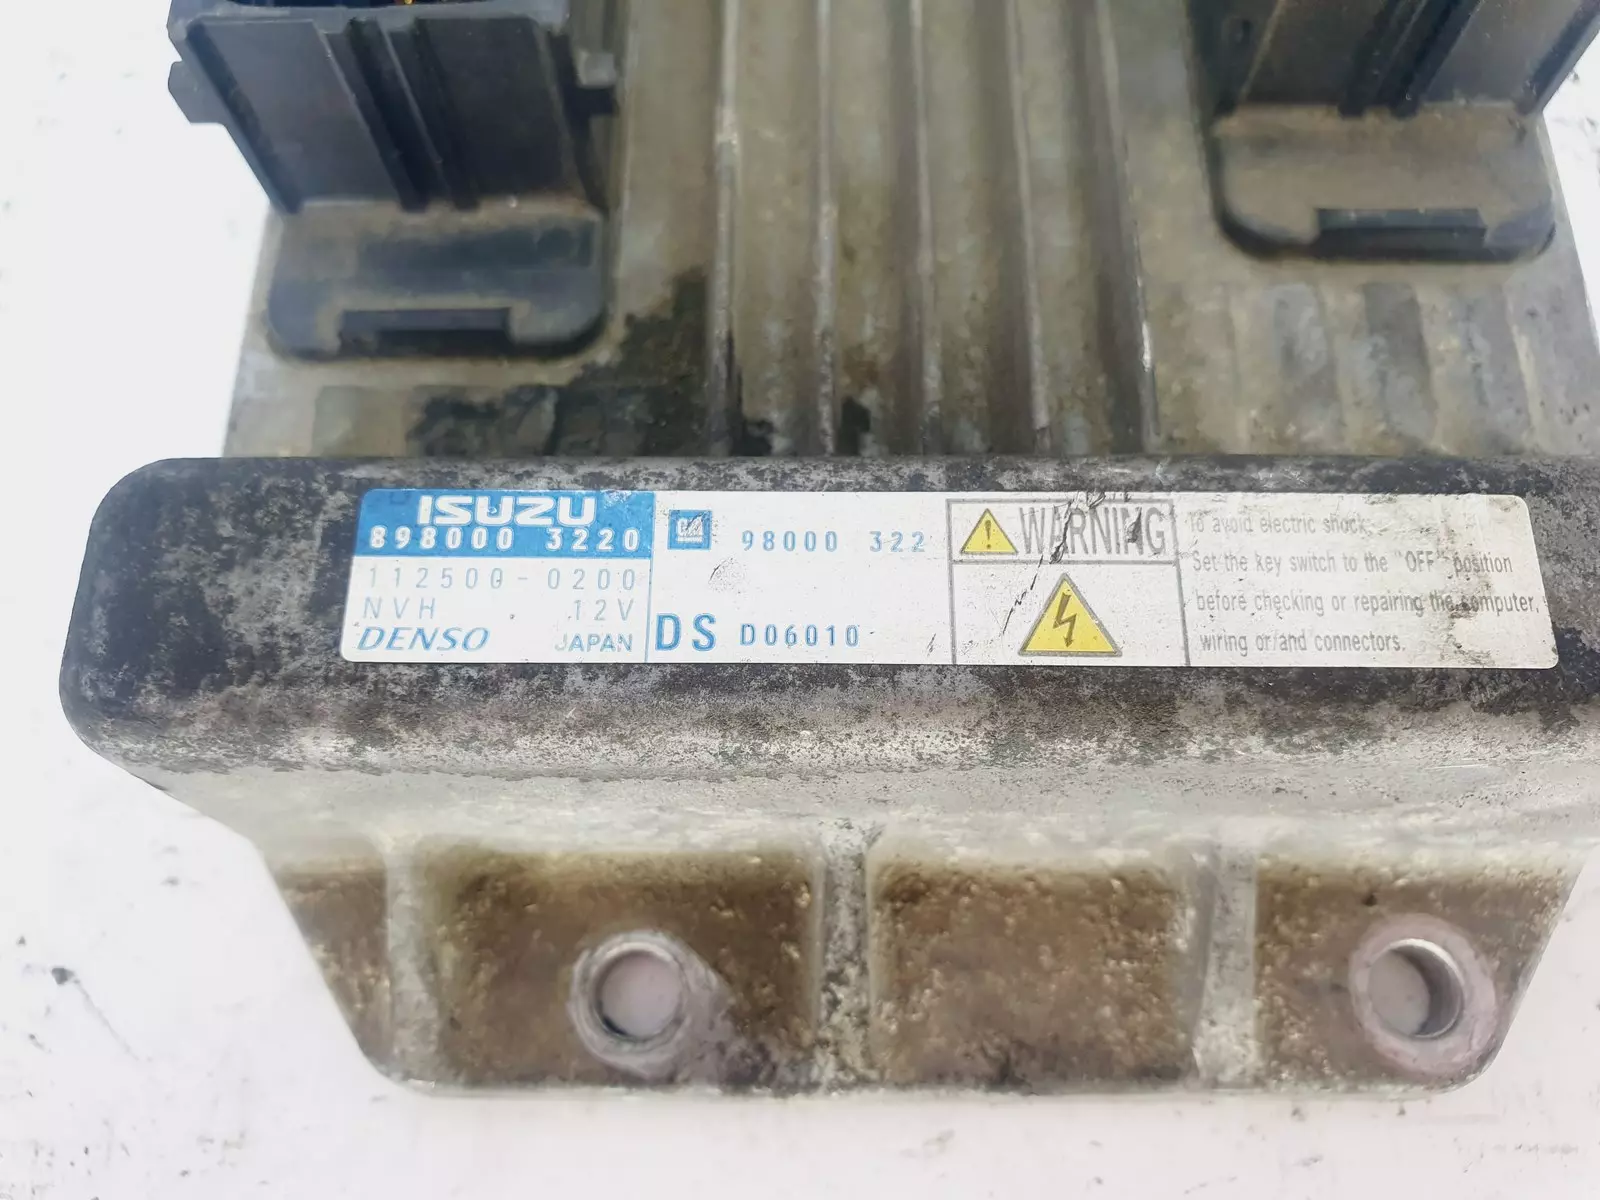 ISUZU
898000 3220
112500-0200
NVH 12V
DENSO JAPAN
GM 98000 322
DS D06010
WARNING
To avoid electric shock,
Set the key switch to the "OFF" position
before checking or repairing the computer,
wiring or/and connectors.